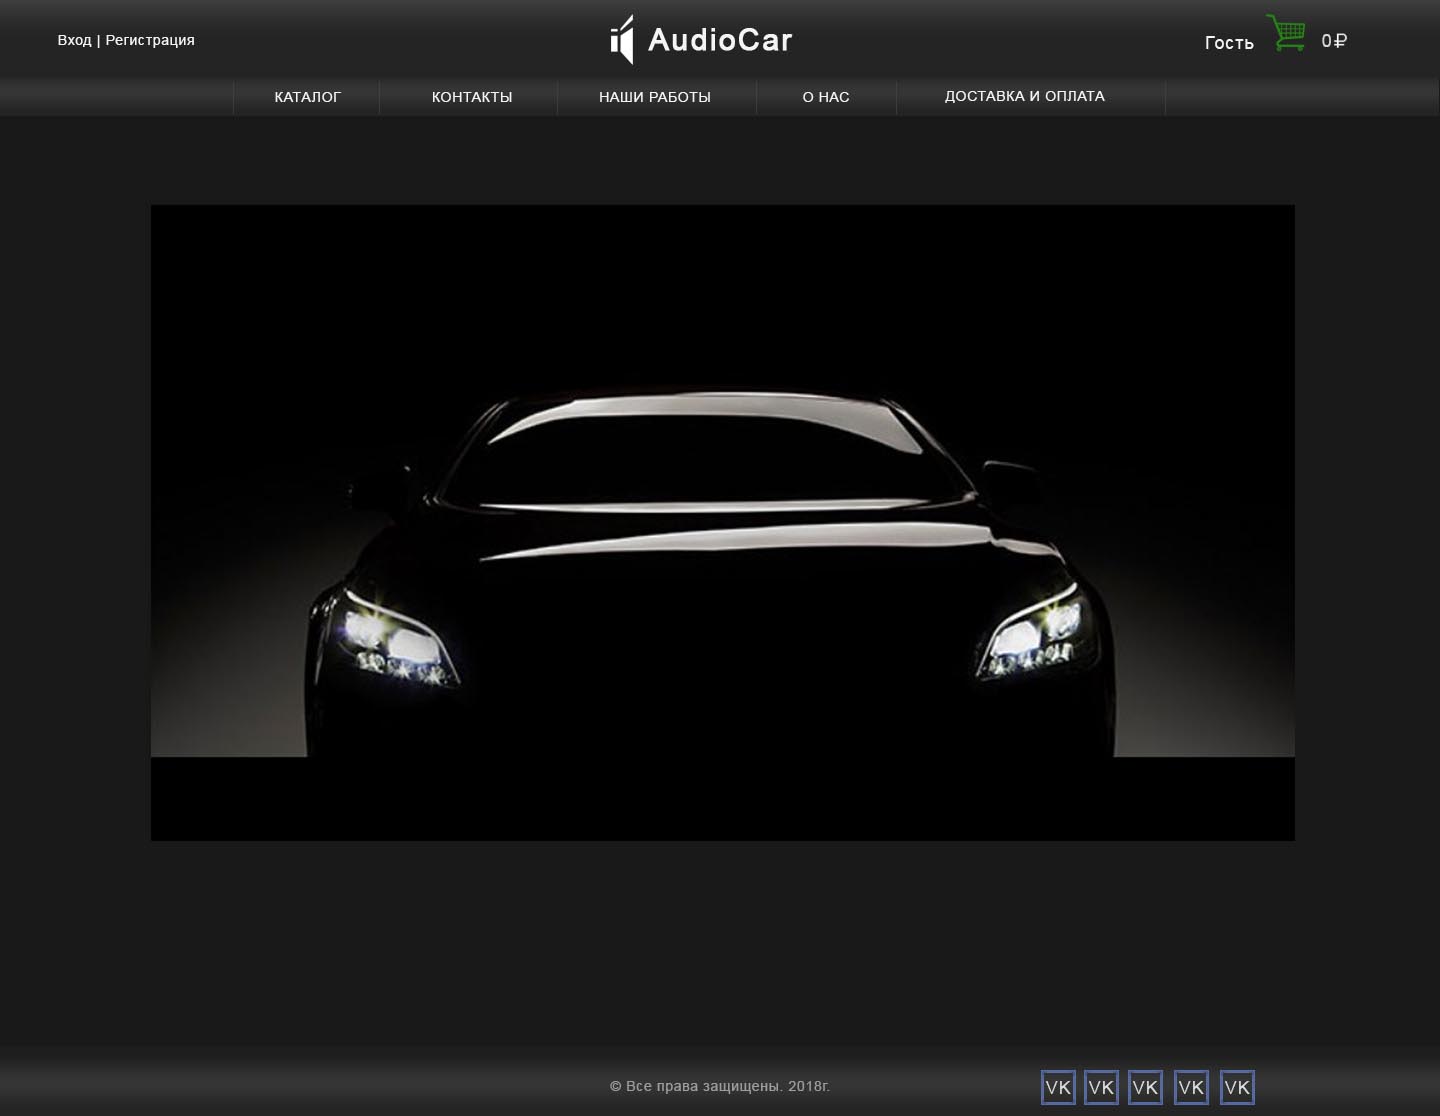 Вход | Регистрация
AudioCar
Гость
0₽
КАТАЛОГ
КОНТАКТЫ
НАШИ РАБОТЫ
О НАС
ДОСТАВКА И ОПЛАТА
© Все права защищены. 2018г.
VK VK VK VK VK